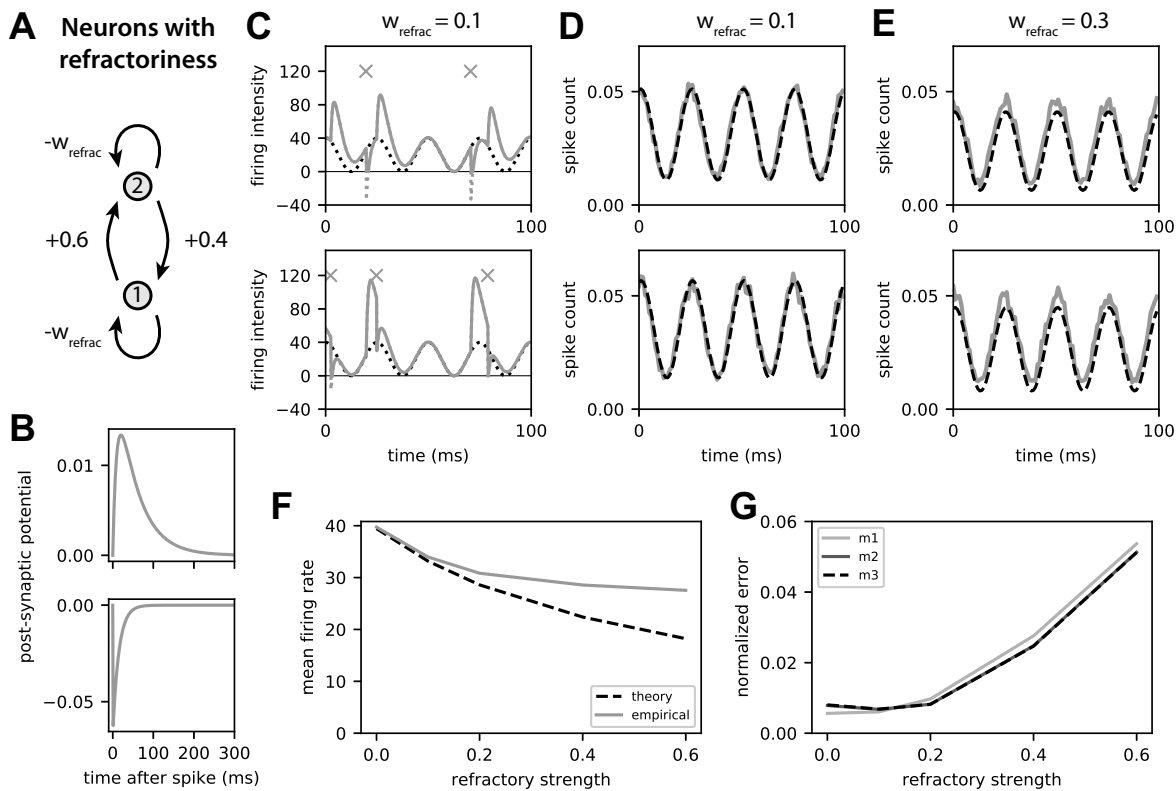 A
Neurons with
refractoriness
-w_refrac
2
+0.6
+0.4
1
-w_refrac
B
post-synaptic potential
0.01
0.00
0.00
−0.05
0
100
200
300
time after spike (ms)
C
w_refrac = 0.1
firing intensity
120
80
40
0
−40
0
100
firing intensity
120
80
40
0
−40
0
100
time (ms)
D
w_refrac = 0.1
spike count
0.05
0.00
0
100
spike count
0.05
0.00
0
100
time (ms)
E
w_refrac = 0.3
spike count
0.05
0.00
0
100
spike count
0.05
0.00
0
100
time (ms)
F
mean firing rate
40
30
20
10
0
0.0
0.2
0.4
0.6
refractory strength
theory
empirical
G
normalized error
0.06
0.04
0.02
0.00
0.0
0.2
0.4
0.6
refractory strength
m1
m2
m3